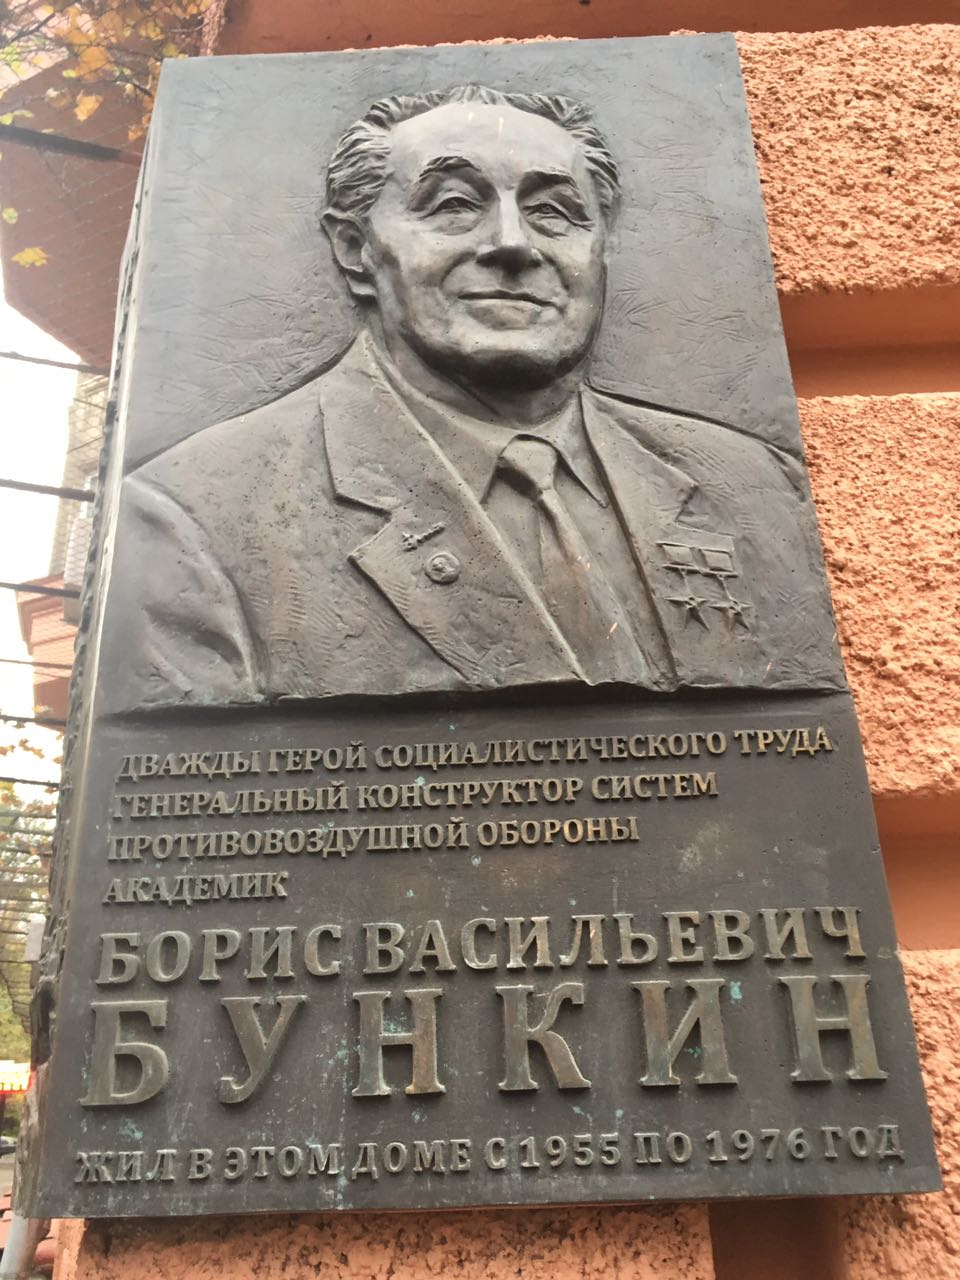 ДВАЖДЫ ГЕРОЙ СОЦИАЛИСТИЧЕСКОГО ТРУДА
ГЕНЕРАЛЬНЫЙ КОНСТРУКТОР СИСТЕМ
ПРОТИВОВОЗДУШНОЙ ОБОРОНЫ
АКАДЕМИК
БОРИС ВАСИЛЬЕВИЧ
БУНКИН
ЖИЛ В ЭТОМ ДОМЕ С 1955 ПО 1976 ГОД